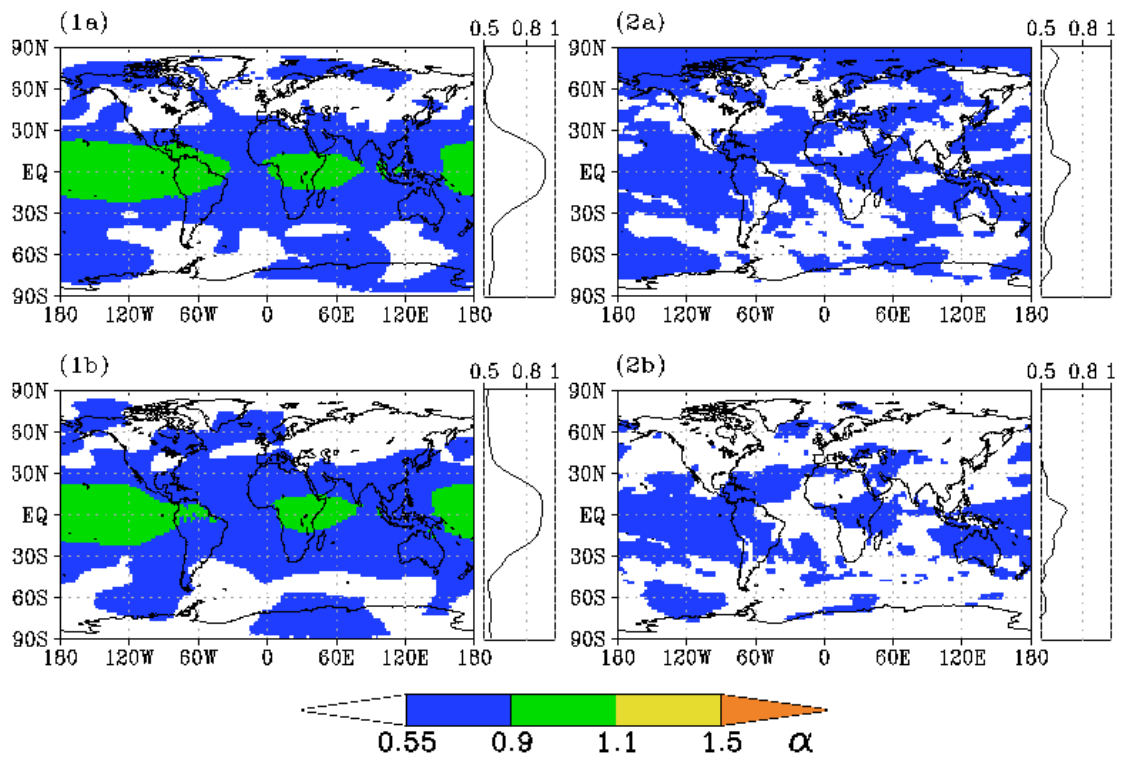 (1a) 0.5 0.8 1 (2a) 0.5 0.8 1
90N 90N
60N 60N
30N 30N
EQ EQ
30S 30S
60S 60S
90S 90S
180 120W 60W 0 60E 120E 180 180 120W 60W 0 60E 120E 180
(1b) 0.5 0.8 1 (2b) 0.5 0.8 1
90N 90N
60N 60N
30N 30N
EQ EQ
30S 30S
60S 60S
90S 90S
180 120W 60W 0 60E 120E 180 180 120W 60W 0 60E 120E 180
0.55 0.9 1.1 1.5 α